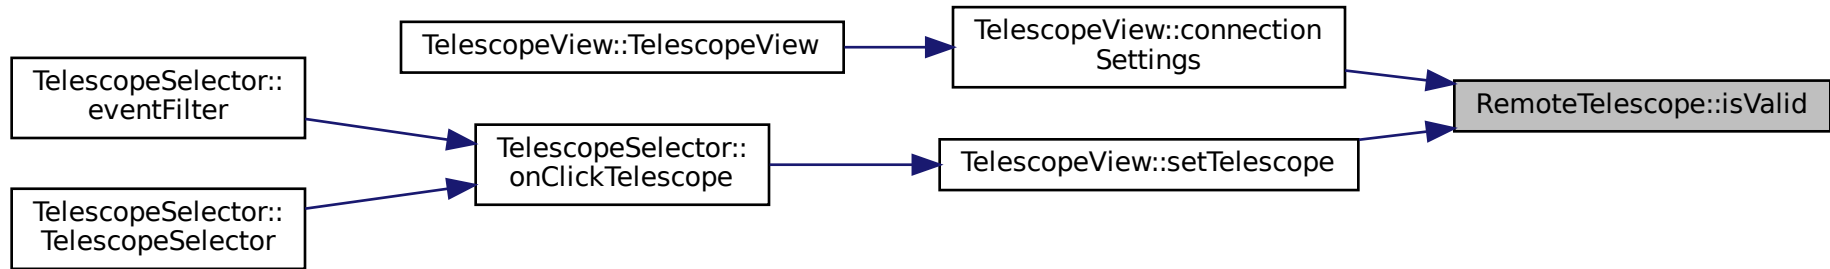 TelescopeView::connection
Settings
TelescopeView::TelescopeView
TelescopeSelector::
eventFilter
RemoteTelescope::isValid
TelescopeSelector::
onClickTelescope
TelescopeView::setTelescope
TelescopeSelector::
TelescopeSelector